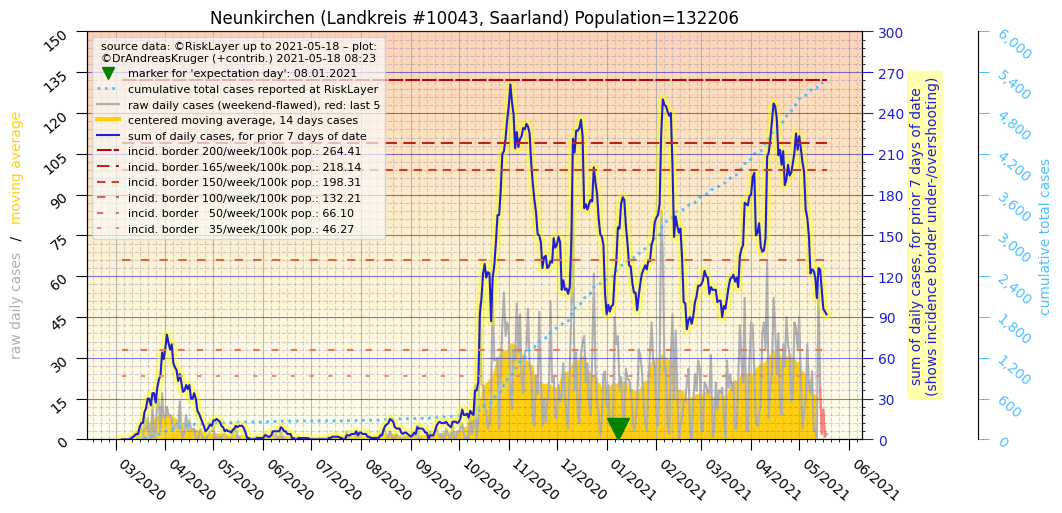 Neunkirchen (Landkreis #10043, Saarland) Population=132206
source data: ©RiskLayer up to 2021-05-18 – plot:
©DrAndreasKruger (+contrib.) 2021-05-18 08:23
marker for 'expectation day': 08.01.2021
cumulative total cases reported at RiskLayer
raw daily cases (weekend-flawed), red: last 5
centered moving average, 14 days cases
sum of daily cases, for prior 7 days of date
incid. border 200/week/100k pop.: 264.41
incid. border 165/week/100k pop.: 218.14
incid. border 150/week/100k pop.: 198.31
incid. border 100/week/100k pop.: 132.21
incid. border 50/week/100k pop.: 66.10
incid. border 35/week/100k pop.: 46.27
raw daily cases / moving average
150
135
120
105
90
75
60
45
30
15
0
03/2020
04/2020
05/2020
06/2020
07/2020
08/2020
09/2020
10/2020
11/2020
12/2020
01/2021
02/2021
03/2021
04/2021
05/2021
06/2021
300
270
240
210
180
150
120
90
60
30
0
sum of daily cases, for prior 7 days of date
(shows incidence border under-/overshooting)
6,000
5,400
4,800
4,200
3,600
3,000
2,400
1,800
1,200
600
0
cumulative total cases